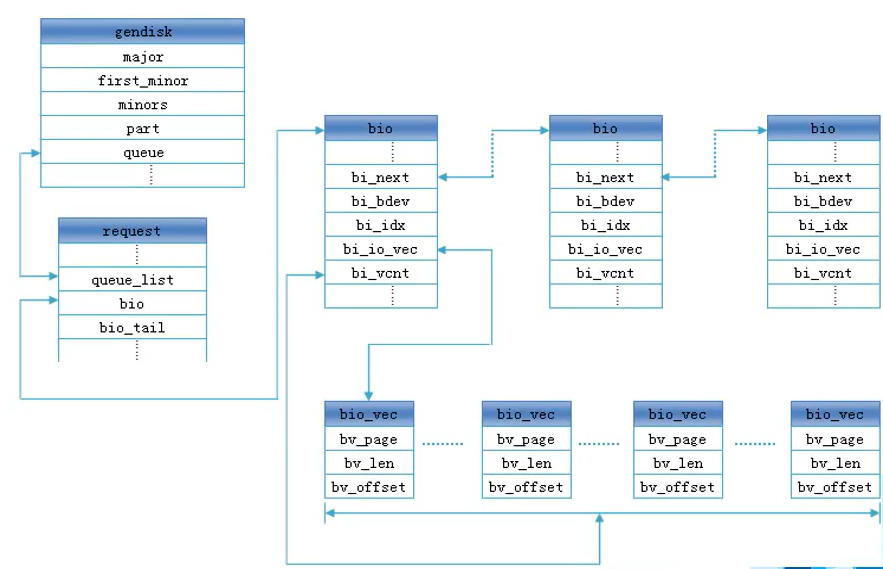 gendisk
major
first_minor
minors
part
queue
request
queue_list
bio
bio_tail
bio
bi_next
bi_bdev
bi_idx
bi_io_vec
bi_vcnt
bio
bi_next
bi_bdev
bi_idx
bi_io_vec
bi_vcnt
bio
bi_next
bi_bdev
bi_idx
bi_io_vec
bi_vcnt
bio_vec
bv_page
bv_len
bv_offset
bio_vec
bv_page
bv_len
bv_offset
bio_vec
bv_page
bv_len
bv_offset
bio_vec
bv_page
bv_len
bv_offset